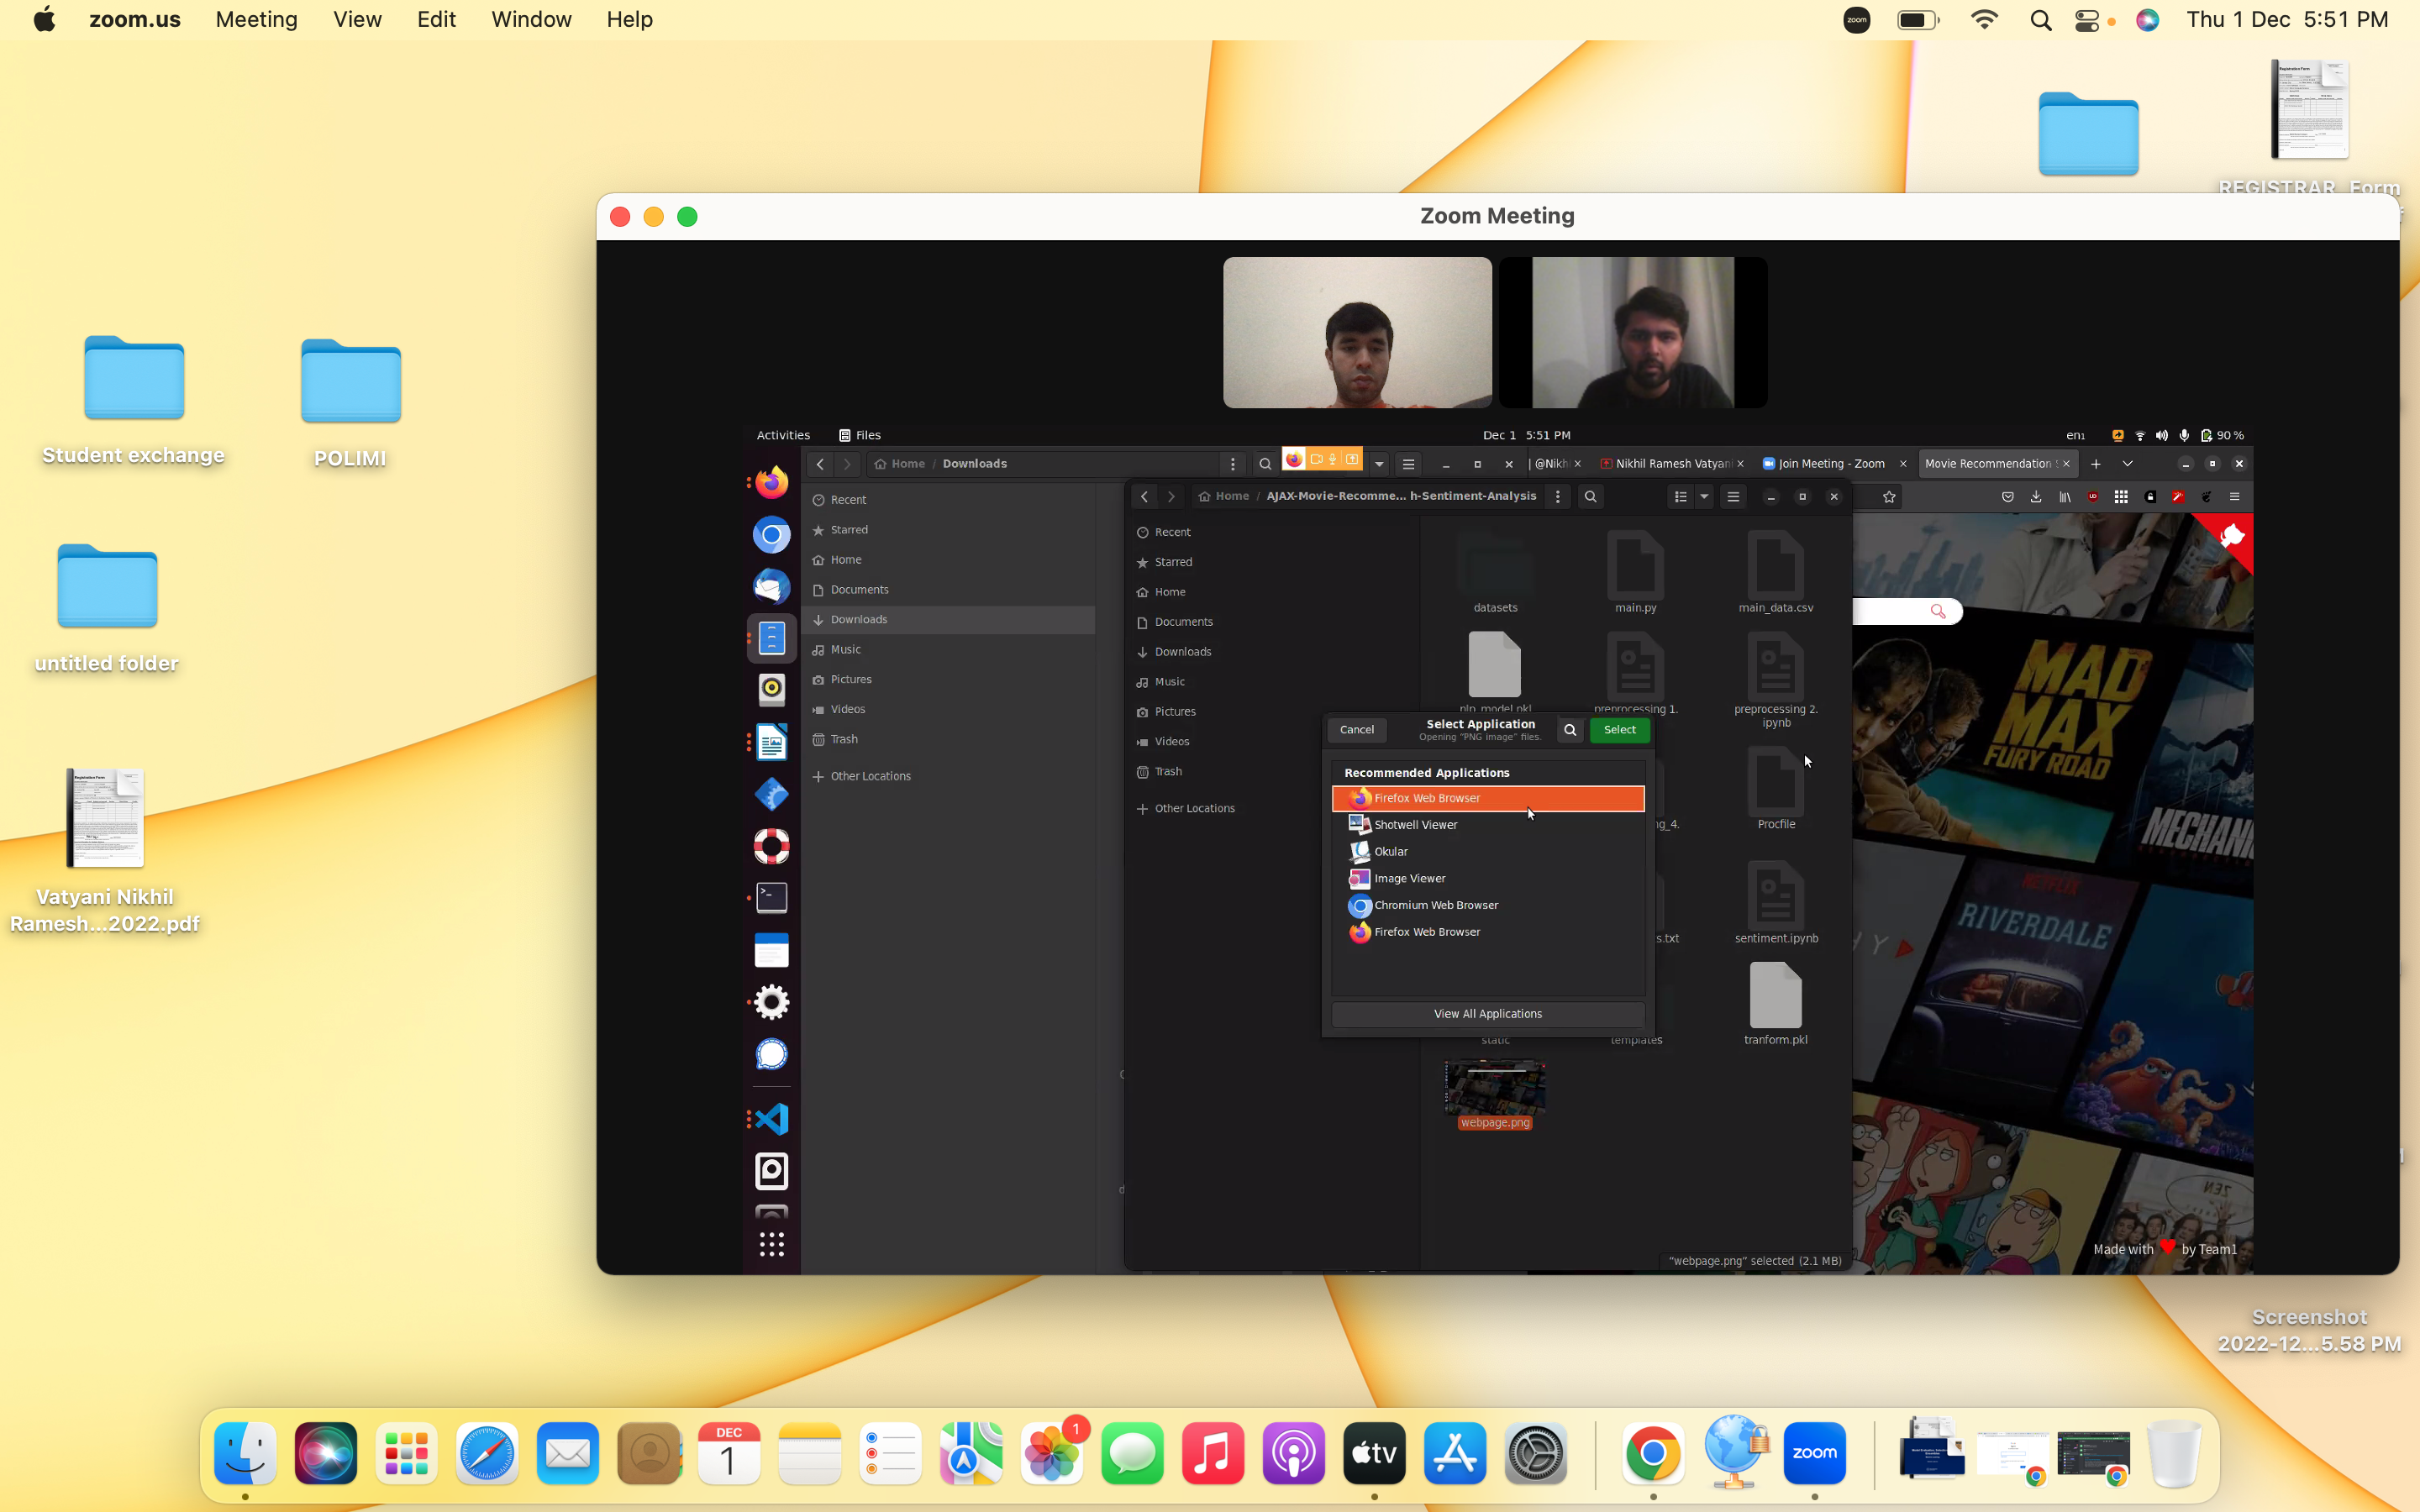 zoom.us Meeting View Edit Window Help
zoom
Thu 1 Dec 5:51 PM
Zoom Meeting
Student exchange
POLIMI
untitled folder
Vatyani Nikhil
Ramesh...2022.pdf
Activities Files
Dec 1 5:51 PM
en₁ 90 %
Home / Downloads
@Nikh
Nikhil Ramesh Vatyani
Join Meeting - Zoom
Movie Recommendation
Recent
Starred
Home
Documents
Downloads
Music
Pictures
Videos
Trash
Other Locations
Home / AJAX-Movie-Recomme... h-Sentiment-Analysis
Recent
Starred
Home
Documents
Downloads
Music
Pictures
Videos
Trash
Other Locations
datasets
main.py
main_data.csv
nlp_model.pkl
preprocessing 1.
preprocessing 2.
ipynb
Cancel
Select Application
Opening "PNG image" files.
Select
Recommended Applications
Firefox Web Browser
Shotwell Viewer
Okular
Image Viewer
Chromium Web Browser
Firefox Web Browser
View All Applications
ng_4.
Procfile
s.txt
sentiment.ipynb
static
templates
tranform.pkl
webpage.png
"webpage.png" selected (2.1 MB)
MAD
MAX
FURY ROAD
MECHANI
NETFLIX
RIVERDALE
Made with by Team1
Screenshot
2022-12...5.58 PM
DEC
1
1
tv
zoom